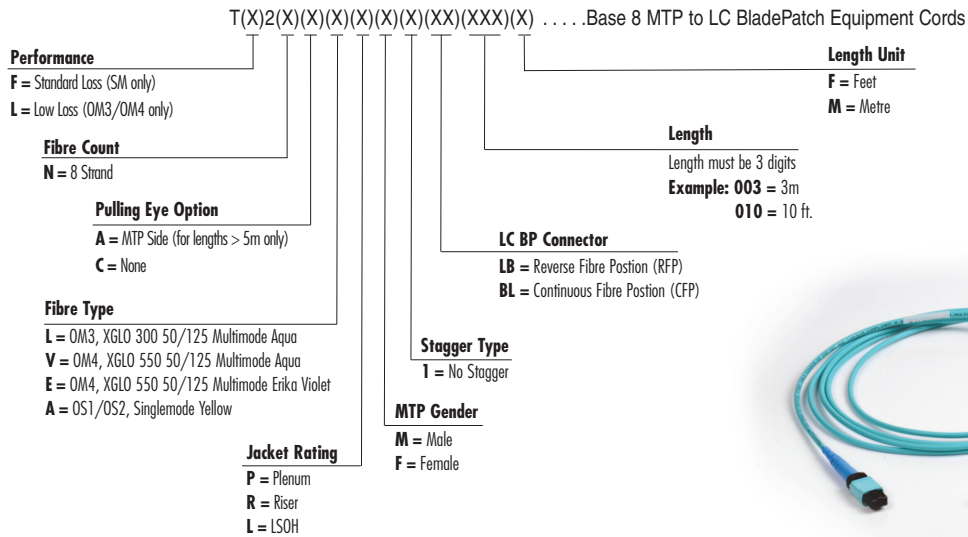 T(X)2(X)(X)(X)(X)(X)(X)(XX)(XXX)(X) . . . . .Base 8 MTP to LC BladePatch Equipment Cords
Performance
F = Standard Loss (SM only)
L = Low Loss (OM3/OM4 only)
Fibre Count
N = 8 Strand
Pulling Eye Option
A = MTP Side (for lengths > 5m only)
C = None
Fibre Type
L = OM3, XGLO 300 50/125 Multimode Aqua
V = OM4, XGLO 550 50/125 Multimode Aqua
E = OM4, XGLO 550 50/125 Multimode Erika Violet
A = OS1/OS2, Singlemode Yellow
Jacket Rating
P = Plenum
R = Riser
L = LSOH
MTP Gender
M = Male
F = Female
Stagger Type
1 = No Stagger
LC BP Connector
LB = Reverse Fibre Postion (RFP)
BL = Continuous Fibre Postion (CFP)
Length
Length must be 3 digits
Example: 003 = 3m
010 = 10 ft.
Length Unit
F = Feet
M = Metre